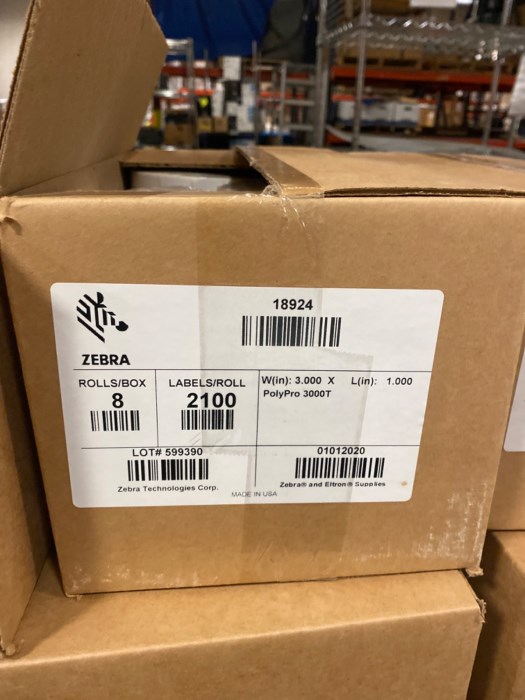 18924
ZEBRA
ROLLS/BOX
8
LABELS/ROLL
2100
W(in): 3.000 X L(in): 1.000
PolyPro 3000T
LOT# 599390
Zebra Technologies Corp.
01012020
Zebra® and Eltron® Supplies
MADE IN USA